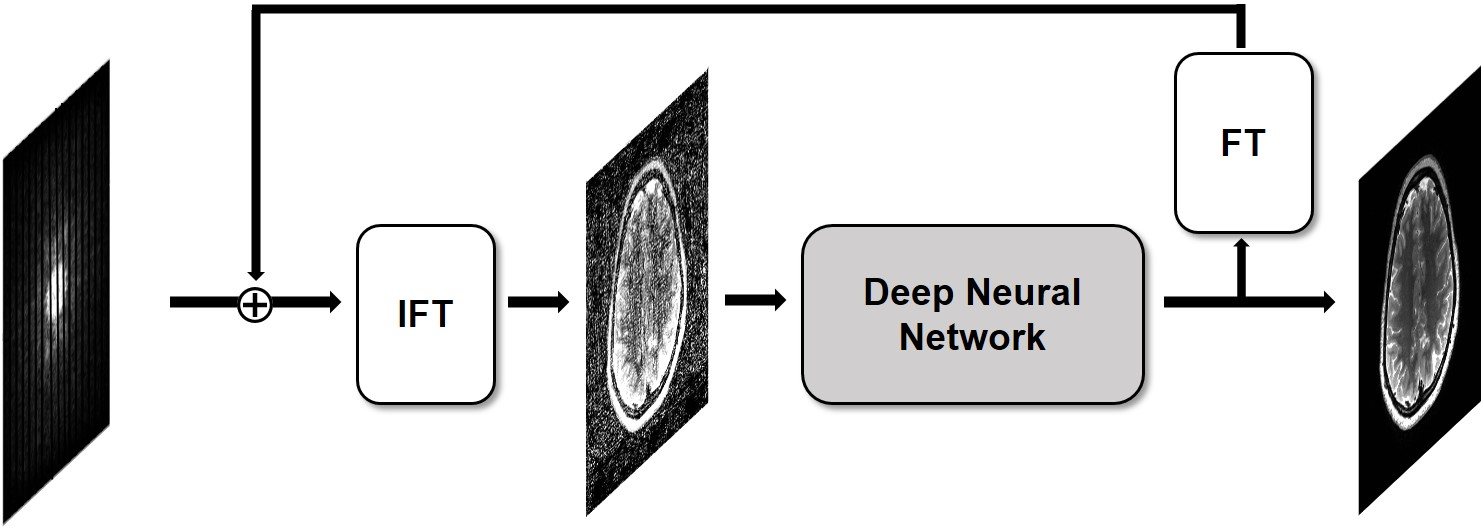 FT
IFT
Deep Neural
Network